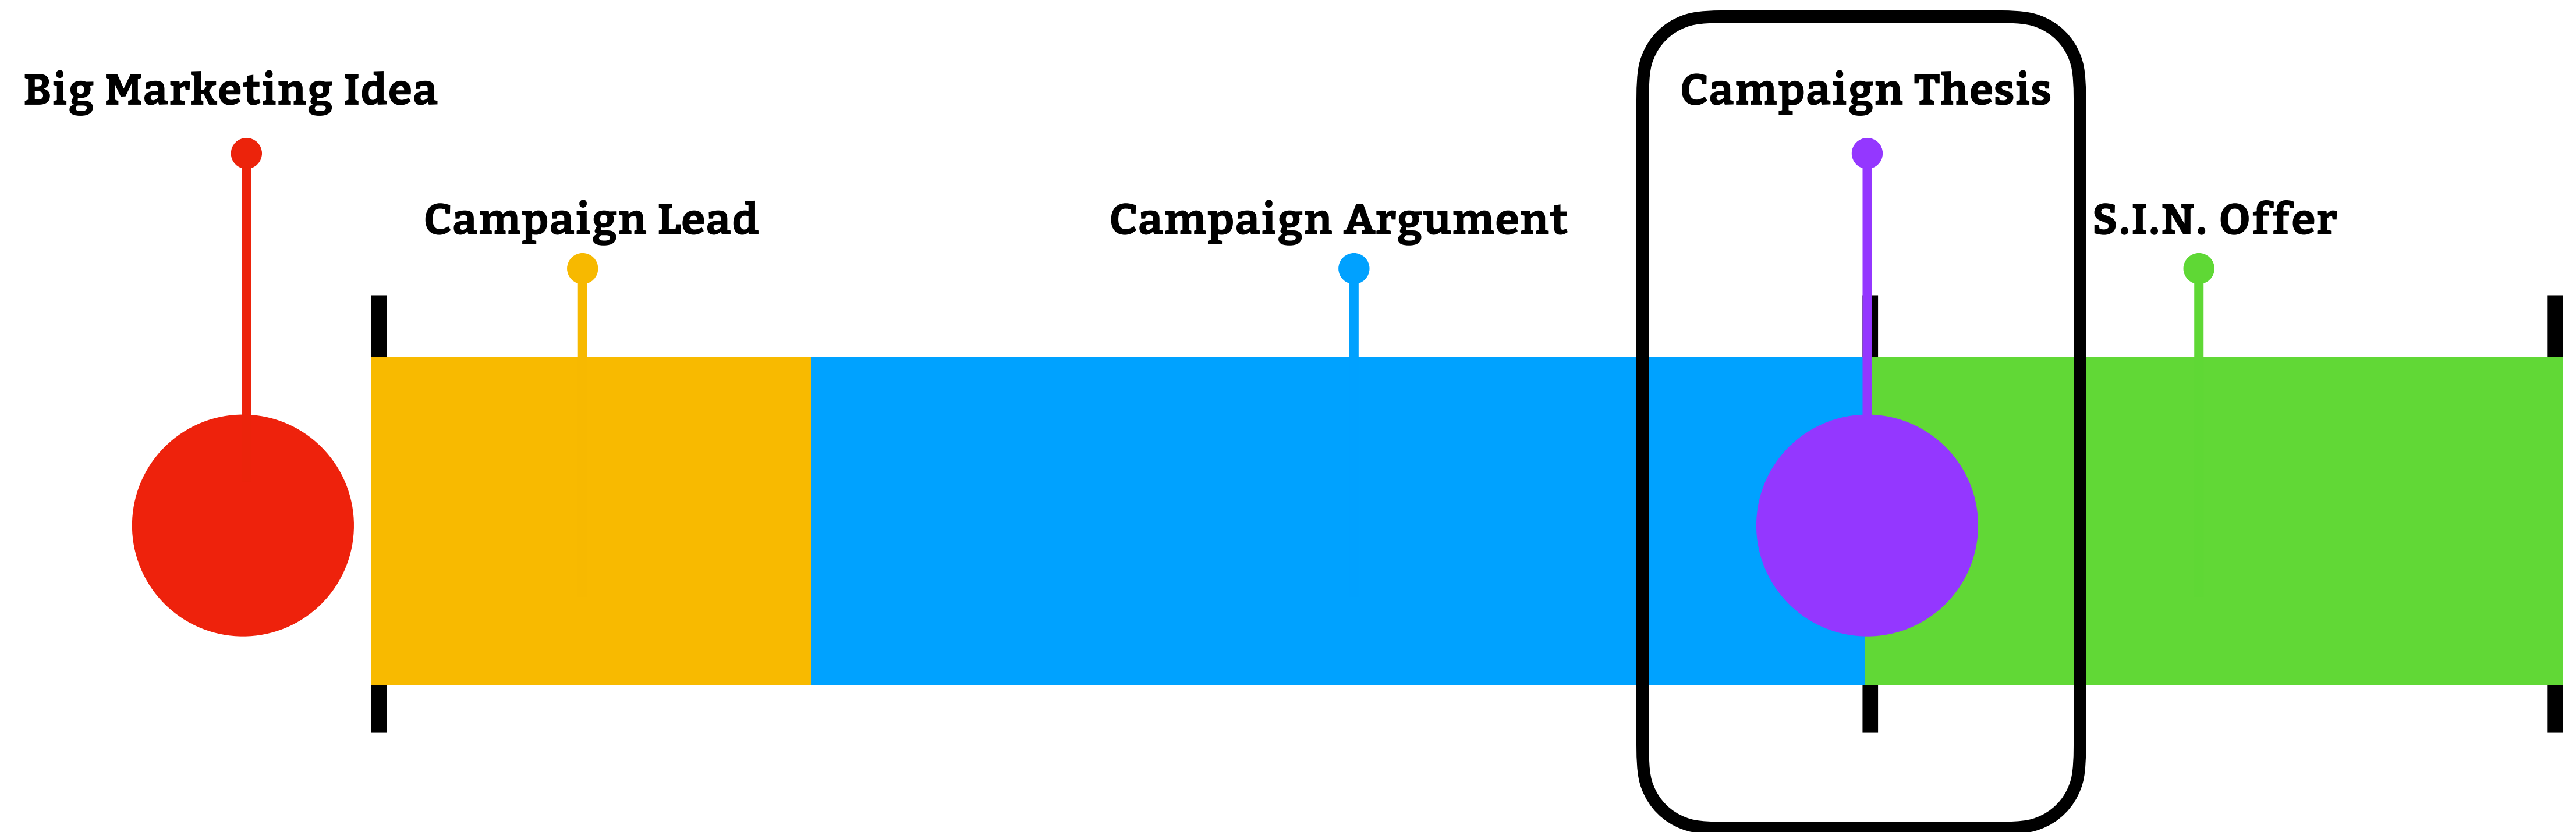 Big Marketing Idea
Campaign Lead
Campaign Argument
Campaign Thesis
S.I.N. Offer